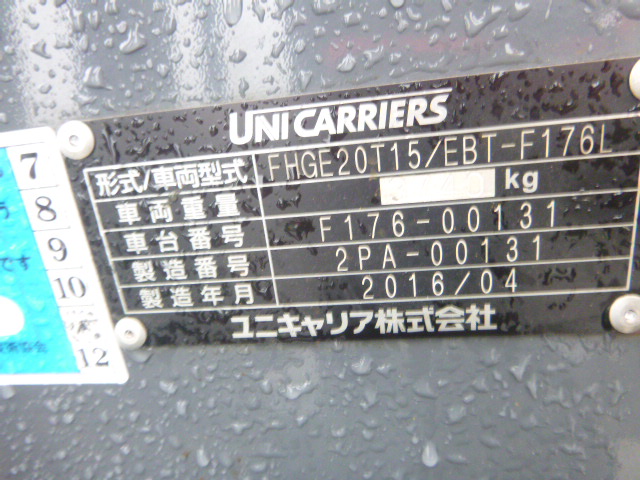 UNICARRIERS
形式/車両型式 FHGE20T15/EBT-F176L
車両重量 kg
車台番号 F176-00131
製造番号 2PA-00131
製造年月 2016/04
ユニキャリア株式会社
7
8
9
10
12
です